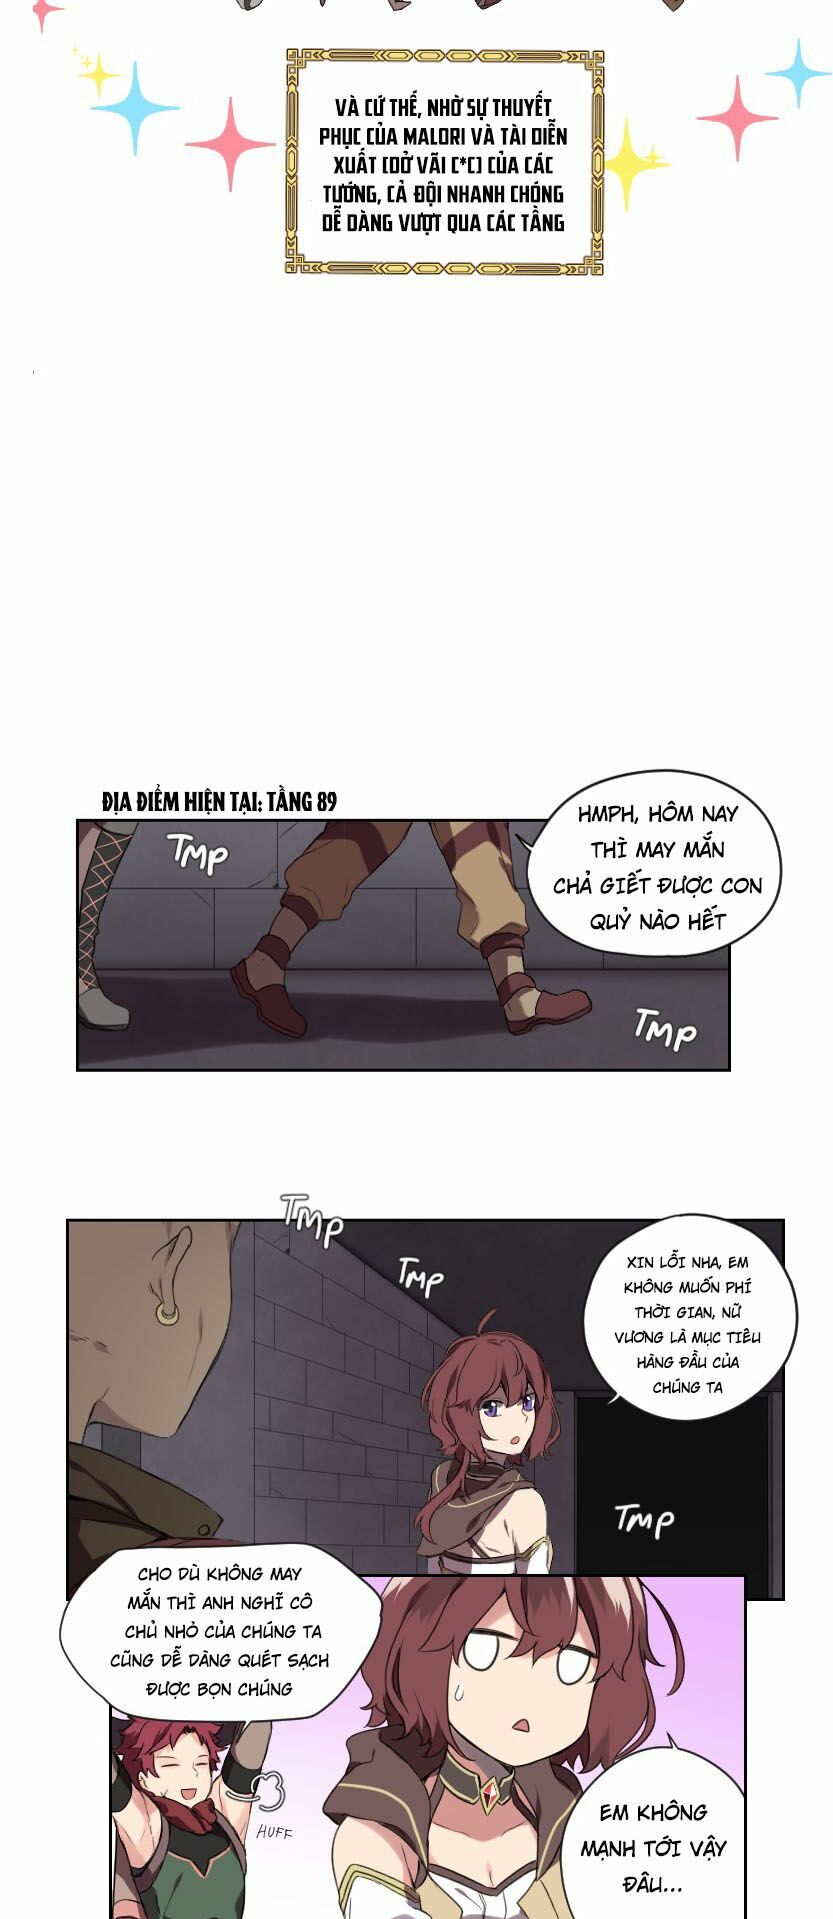 VÀ CỨ THẾ, NHỜ SỰ THUYẾT
PHỤC CỦA MALORI VÀ TÀI DIỄN
XUẤT (DỞ VÃI C*C) CỦA CÁC
TƯỚNG, CẢ ĐỘI NHANH CHÓNG
DỄ DÀNG VƯỢT QUA CÁC TẦNG
ĐỊA ĐIỂM HIỆN TẠI: TẦNG 89
HMPH, HÔM NAY
THÌ MAY MẮN
CHẢ GIẾT ĐƯỢC CON
QUỶ NÀO HẾT
TMP
TMP
TMP
TMP
XIN LỖI NHA, EM
KHÔNG MUỐN PHÍ
THỜI GIAN, NỮ
VƯƠNG LÀ MỤC TIÊU
HÀNG ĐẦU CỦA
CHÚNG TA
TMP
CHO DÙ KHÔNG MAY
MẮN THÌ ANH NGHĨ CÔ
CHỦ NHỎ CỦA CHÚNG TA
CŨNG DỄ DÀNG QUÉT SẠCH
ĐƯỢC BỌN CHÚNG
HUFF
EM KHÔNG
MẠNH TỚI VẬY
ĐÂU...